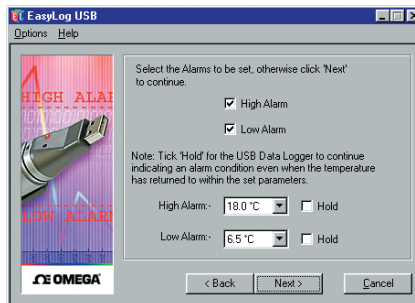 EasyLog USB
Options Help
HIGH ALAR
LOW ALARM
OMEGA
Select the Alarms to be set, otherwise click 'Next'
to continue.
High Alarm
Low Alarm
Note: Tick 'Hold' for the USB Data Logger to continue
indicating an alarm condition even when the temperature
has returned to within the set parameters.
High Alarm:- 18.0 °C Hold
Low Alarm:- 6.5 °C Hold
< Back Next > Cancel